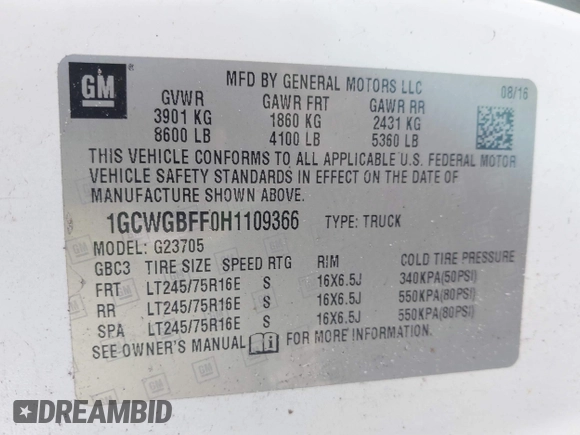 GM
MFD BY GENERAL MOTORS LLC 08/16
GVWR GAWR FRT GAWR RR
3901 KG 1860 KG 2431 KG
8600 LB 4100 LB 5360 LB
THIS VEHICLE CONFORMS TO ALL APPLICABLE U.S. FEDERAL MOTOR
VEHICLE SAFETY STANDARDS IN EFFECT ON THE DATE OF
MANUFACTURE SHOWN ABOVE.
1GCWGBFF0H1109366 TYPE: TRUCK
MODEL: G23705
GBC3 TIRE SIZE SPEED RTG RIM COLD TIRE PRESSURE
FRT LT245/75R16E S 16X6.5J 340KPA(50PSI)
RR LT245/75R16E S 16X6.5J 550KPA(80PSI)
SPA LT245/75R16E S 16X6.5J 550KPA(80PSI)
SEE OWNER'S MANUAL FOR MORE INFORMATION.
DREAMBID